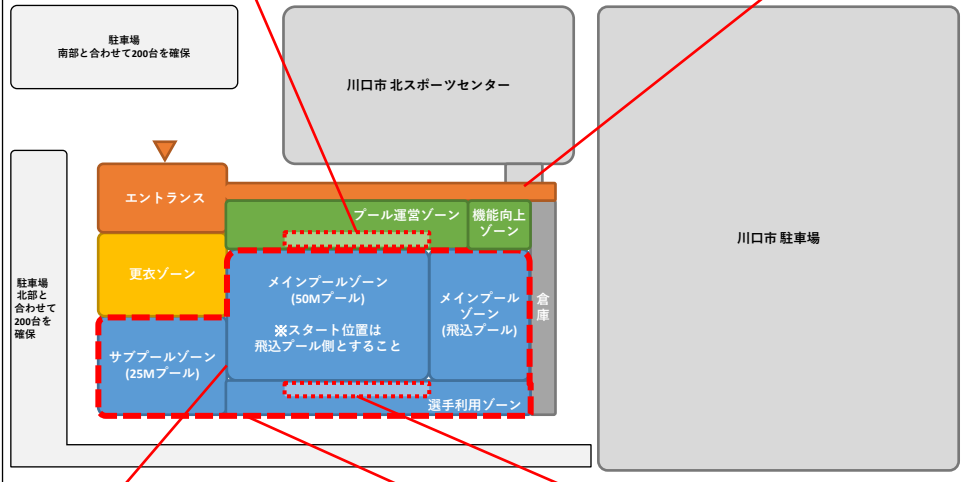 駐車場
南部と合わせて200台を確保
川口市 北スポーツセンター
エントランス
プール運営ゾーン
機能向上
ゾーン
川口市 駐車場
更衣ゾーン
メインプールゾーン
(50Mプール)
※スタート位置は
飛込プール側とすること
メインプール
ゾーン
(飛込プール)
倉
庫
駐車場
北部と
合わせて
200台を
確保
サブプールゾーン
(25Mプール)
選手利用ゾーン